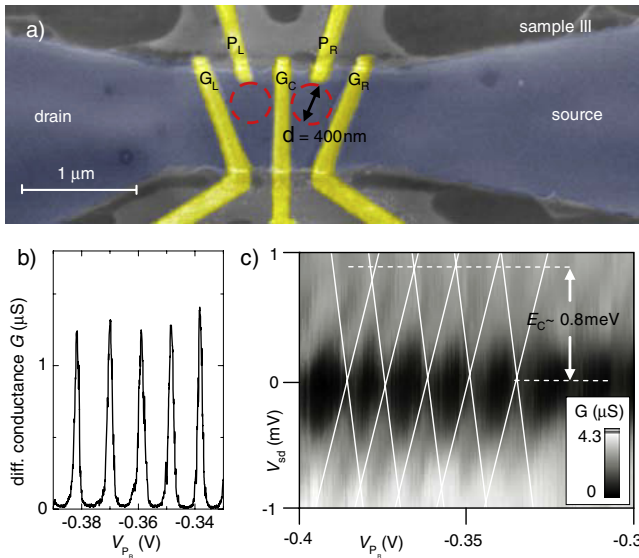 a)
sample III
P_L
P_R
G_L
G_C
G_R
drain
source
d = 400nm
1 µm
b)
diff. conductance G (µS)
1
0
-0.38
-0.36
-0.34
V_PR (V)
c)
1
0
-1
V_sd (mV)
E_C ~ 0.8meV
G (µS)
4.3
0
-0.4
-0.35
-0.3
V_PR (V)